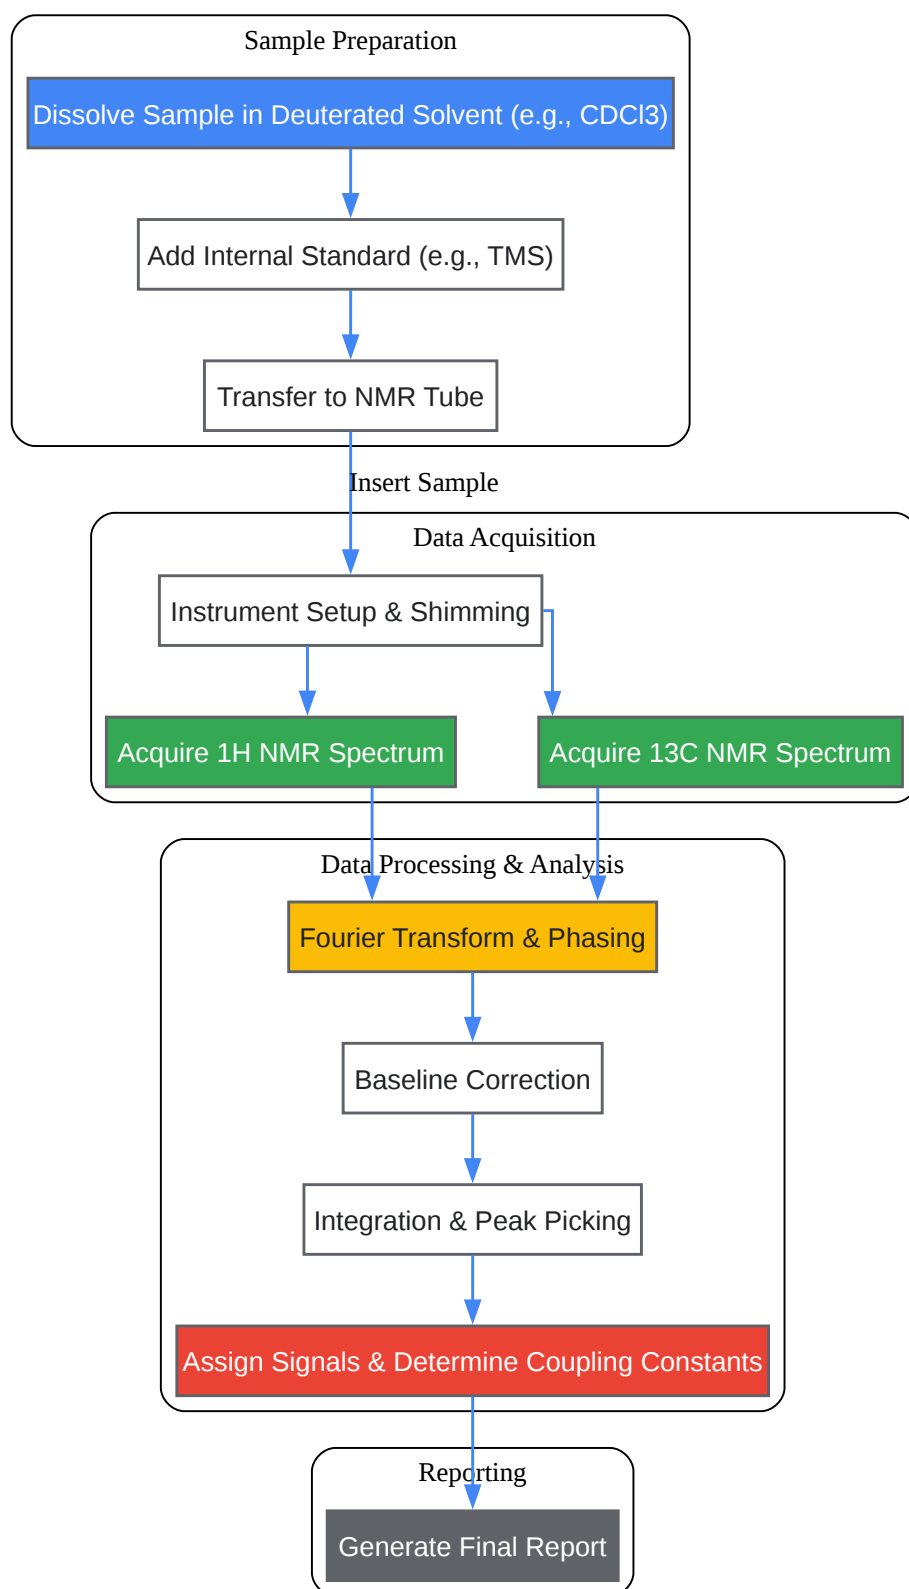 Sample Preparation
Dissolve Sample in Deuterated Solvent (e.g., CDCl3)
Add Internal Standard (e.g., TMS)
Transfer to NMR Tube
Insert Sample
Data Acquisition
Instrument Setup & Shimming
Acquire 1H NMR Spectrum
Acquire 13C NMR Spectrum
Data Processing & Analysis
Fourier Transform & Phasing
Baseline Correction
Integration & Peak Picking
Assign Signals & Determine Coupling Constants
Reporting
Generate Final Report